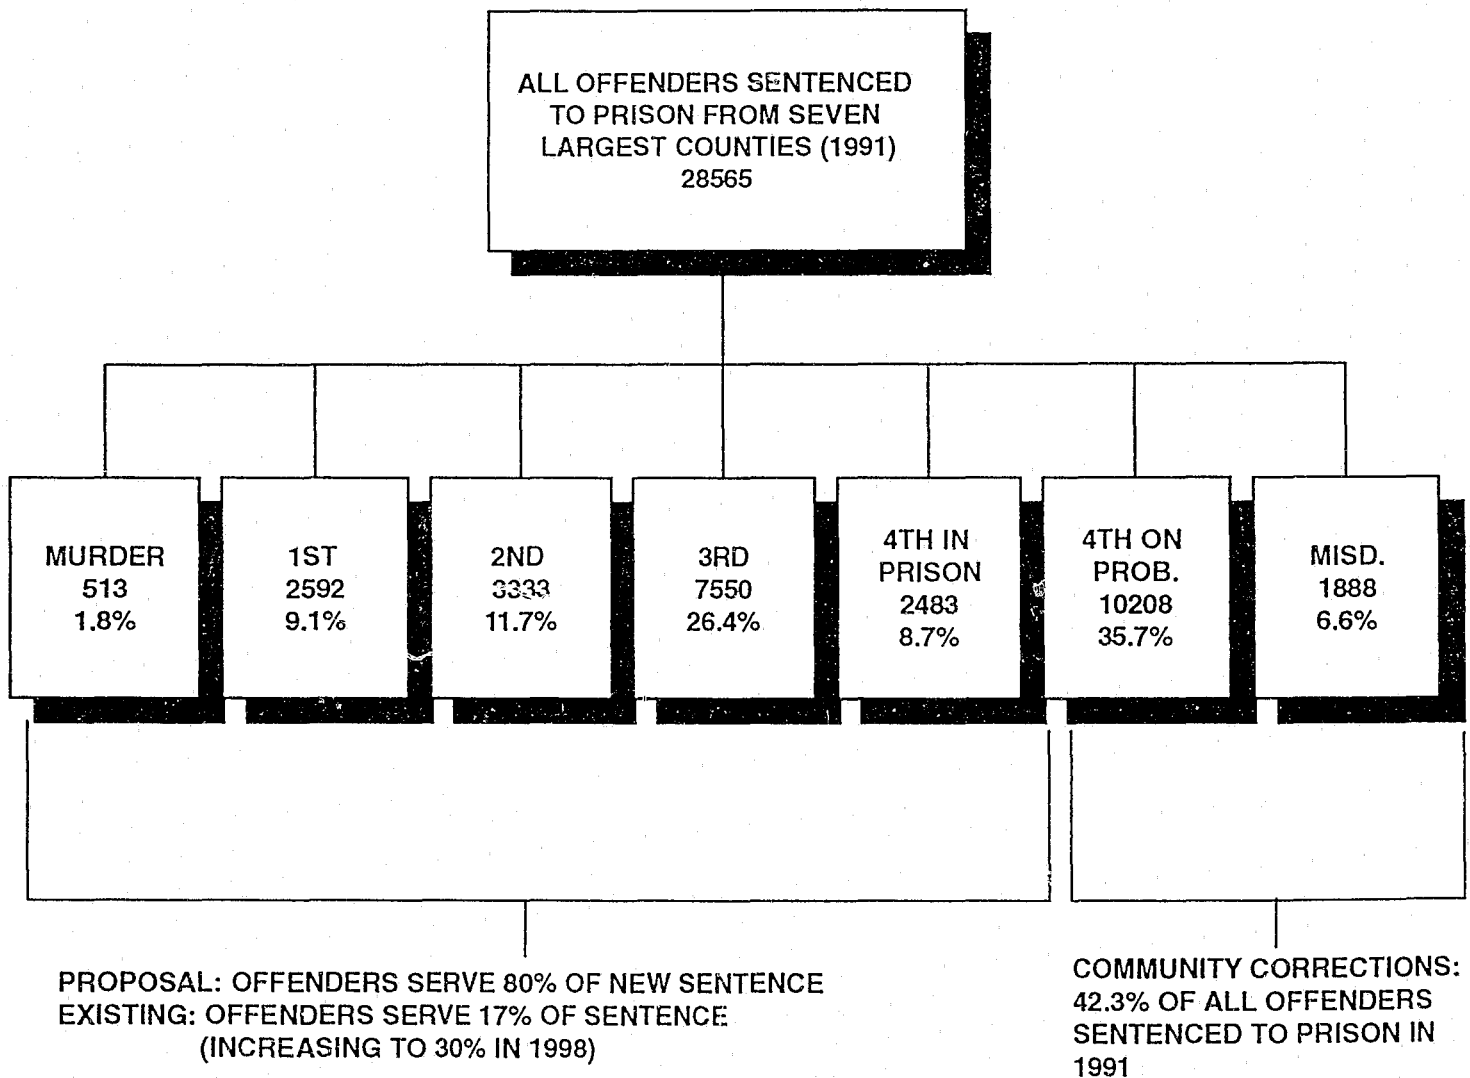 ALL OFFENDERS SENTENCED
TO PRISON FROM SEVEN
LARGEST COUNTIES (1991)
28565
MURDER
513
1.8%
1ST
2592
9.1%
2ND
3333
11.7%
3RD
7550
26.4%
4TH IN
PRISON
2483
8.7%
4TH ON
PROB.
10208
35.7%
MISD.
1888
6.6%
PROPOSAL: OFFENDERS SERVE 80% OF NEW SENTENCE
EXISTING: OFFENDERS SERVE 17% OF SENTENCE
(INCREASING TO 30% IN 1998)
COMMUNITY CORRECTIONS:
42.3% OF ALL OFFENDERS
SENTENCED TO PRISON IN
1991